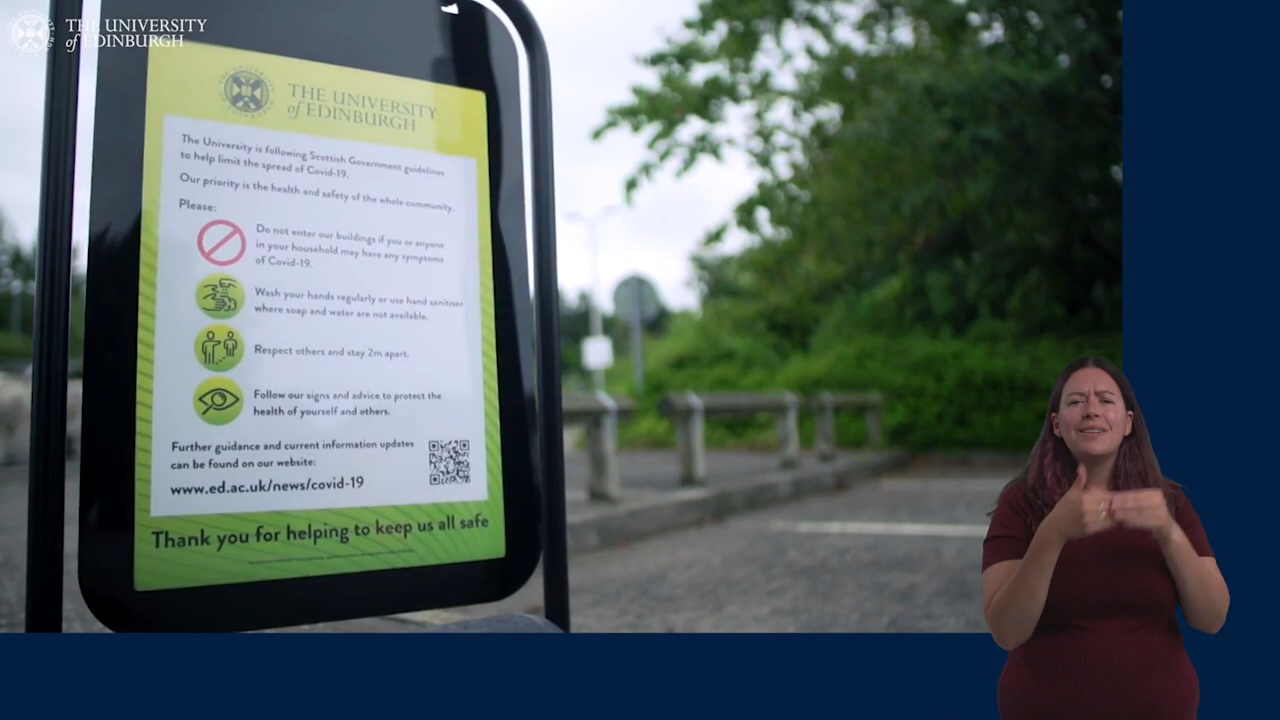 THE UNIVERSITY
of EDINBURGH
THE UNIVERSITY
of EDINBURGH
The University is following Scottish Government guidelines
to help limit the spread of Covid-19.
Our priority is the health and safety of the whole community.
Please:
Do not enter our buildings if you or anyone
in your household may have any symptoms
of Covid-19.
Wash your hands regularly or use hand sanitiser
where soap and water are not available.
Respect others and stay 2m apart.
Follow our signs and advice to protect the
health of yourself and others.
Further guidance and current information updates
can be found on our website:
www.ed.ac.uk/news/covid-19
Thank you for helping to keep us all safe